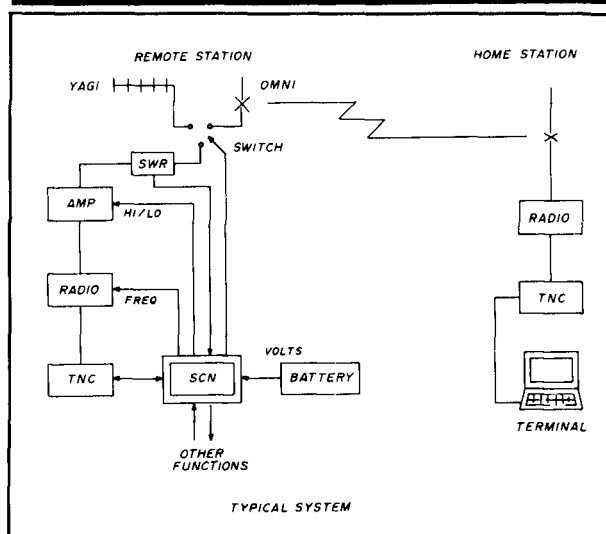 REMOTE STATION
HOME STATION
YAGI
OMNI
SWITCH
SWR
AMP
HI/LO
RADIO
RADIO
FREQ
TNC
VOLTS
TNC
SCN
BATTERY
TERMINAL
OTHER
FUNCTIONS
TYPICAL SYSTEM